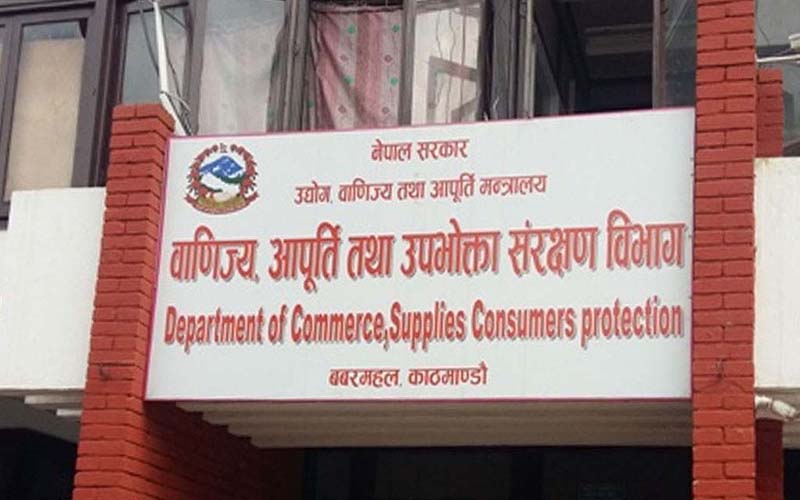 नेपाल सरकार
उद्योग, वाणिज्य तथा आपूर्ति मन्त्रालय
वाणिज्य, आपूर्ति तथा उपभोक्ता संरक्षण विभाग
Department of Commerce,Supplies Consumers protection
बबरमहल, काठमाण्डौ